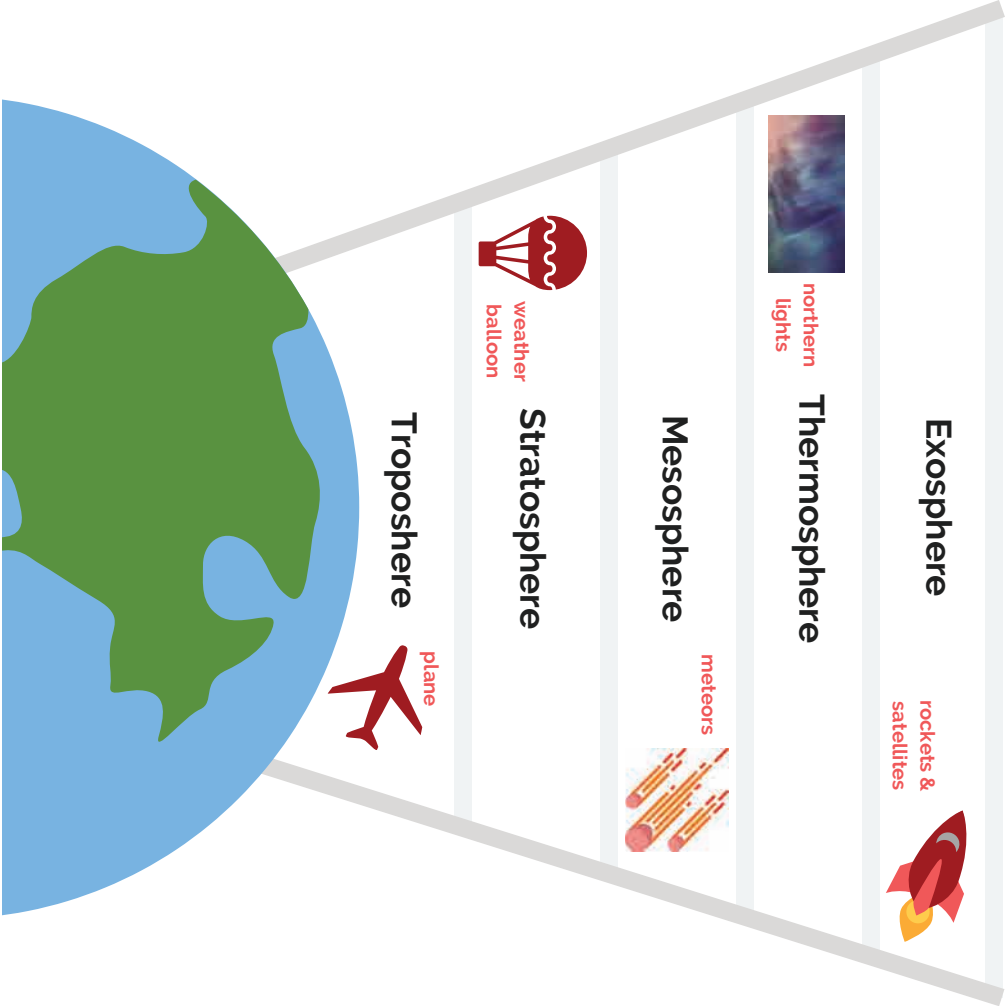 Exosphere
rockets &
satellites
northern
lights
Thermosphere
Mesosphere
meteors
weather
balloon
Stratosphere
Troposhere
plane